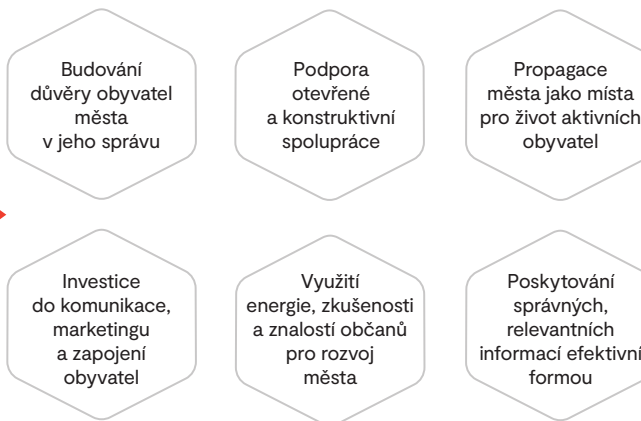 Budování
důvěry obyvatel
města
v jeho správu
Podpora
otevřené
a konstruktivní
spolupráce
Propagace
města jako místa
pro život aktivních
obyvatel
Investice
do komunikace,
marketingu
a zapojení
obyvatel
Využití
energie, zkušenosti
a znalostí občanů
pro rozvoj
města
Poskytování
správných,
relevantních
informací efektivní
formou